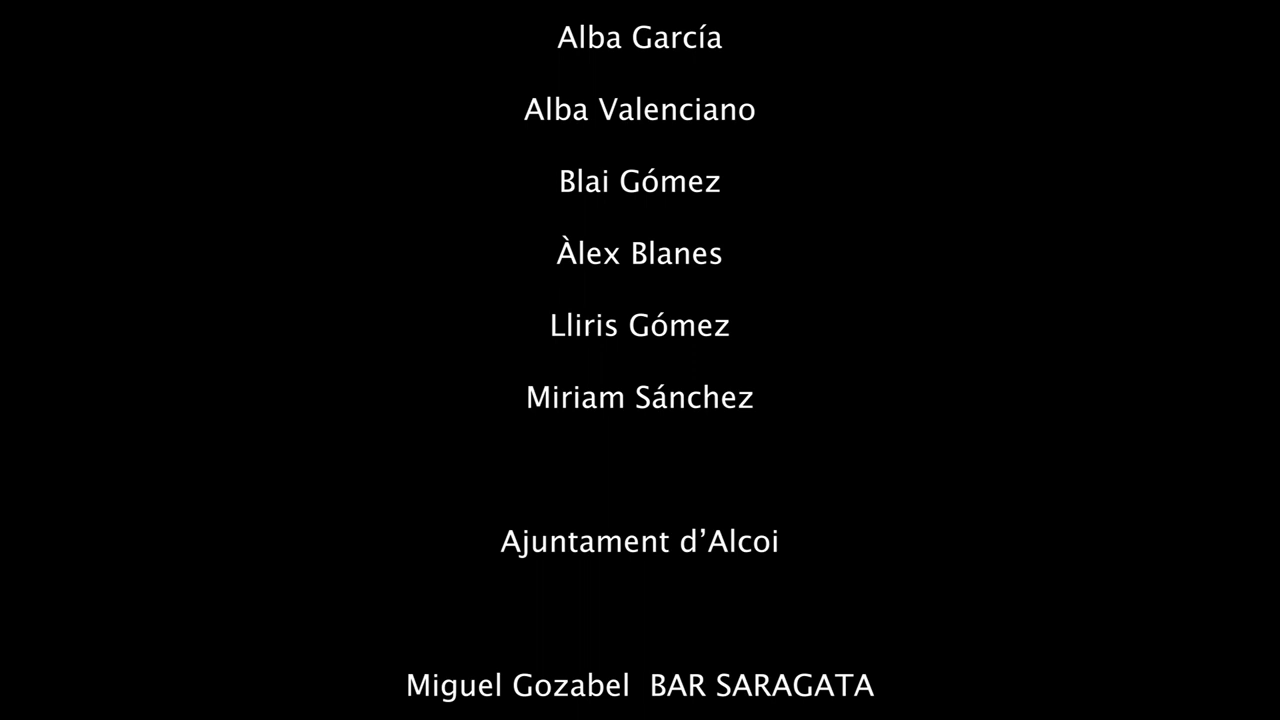 Alba García
Alba Valenciano
Blai Gómez
Àlex Blanes
Lliris Gómez
Miriam Sánchez
Ajuntament d’Alcoi
Miguel Gozabel  BAR SARAGATA